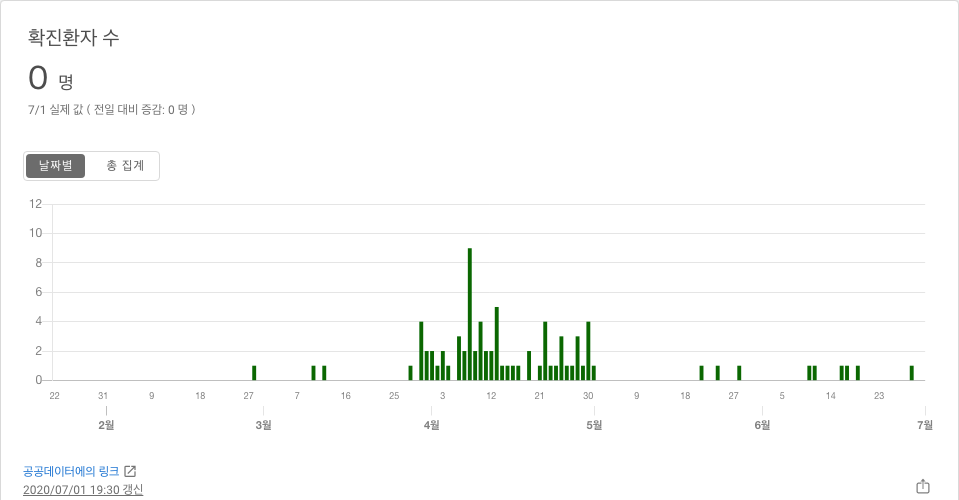 확진환자 수
0 명
7/1 실제 값 ( 전일 대비 증감: 0 명 )
날짜별 총 집계
12
10
8
6
4
2
0
22 31 9 18 27 7 16 25 3 12 21 30 9 18 27 5 14 23
2월 3월 4월 5월 6월 7월
공공데이터에의 링크
2020/07/01 19:30 갱신